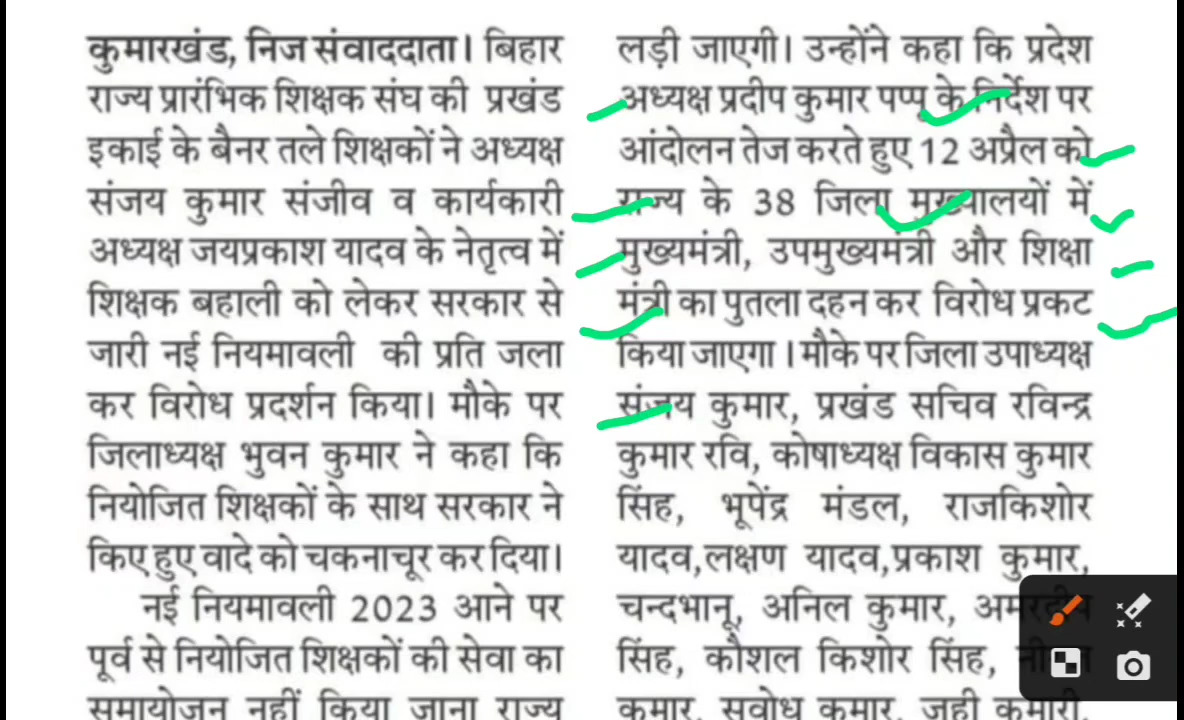 कुमारखंड, निज संवाददाता। बिहार
राज्य प्रारंभिक शिक्षक संघ की प्रखंड
इकाई के बैनर तले शिक्षकों ने अध्यक्ष
संजय कुमार संजीव व कार्यकारी
अध्यक्ष जयप्रकाश यादव के नेतृत्व में
शिक्षक बहाली को लेकर सरकार से
जारी नई नियमावली की प्रति जला
कर विरोध प्रदर्शन किया। मौके पर
जिलाध्यक्ष भुवन कुमार ने कहा कि
नियोजित शिक्षकों के साथ सरकार ने
किए हुए वादे को चकनाचूर कर दिया।
नई नियमावली 2023 आने पर
पूर्व से नियोजित शिक्षकों की सेवा का
समायोजन नहीं किया जाना राज्य
लड़ी जाएगी। उन्होंने कहा कि प्रदेश
अध्यक्ष प्रदीप कुमार पप्पू के निर्देश पर
आंदोलन तेज करते हुए 12 अप्रैल को
राज्य के 38 जिला मुख्यालयों में
मुख्यमंत्री, उपमुख्यमंत्री और शिक्षा
मंत्री का पुतला दहन कर विरोध प्रकट
किया जाएगा। मौके पर जिला उपाध्यक्ष
संजय कुमार, प्रखंड सचिव रविन्द्र
कुमार रवि, कोषाध्यक्ष विकास कुमार
सिंह, भूपेंद्र मंडल, राजकिशोर
यादव,लक्षण यादव,प्रकाश कुमार,
चन्दभानू, अनिल कुमार,
सिंह, कौशल किशोर सिंह,
कुमार, सुवोध कुमार, जुही कुमारी,